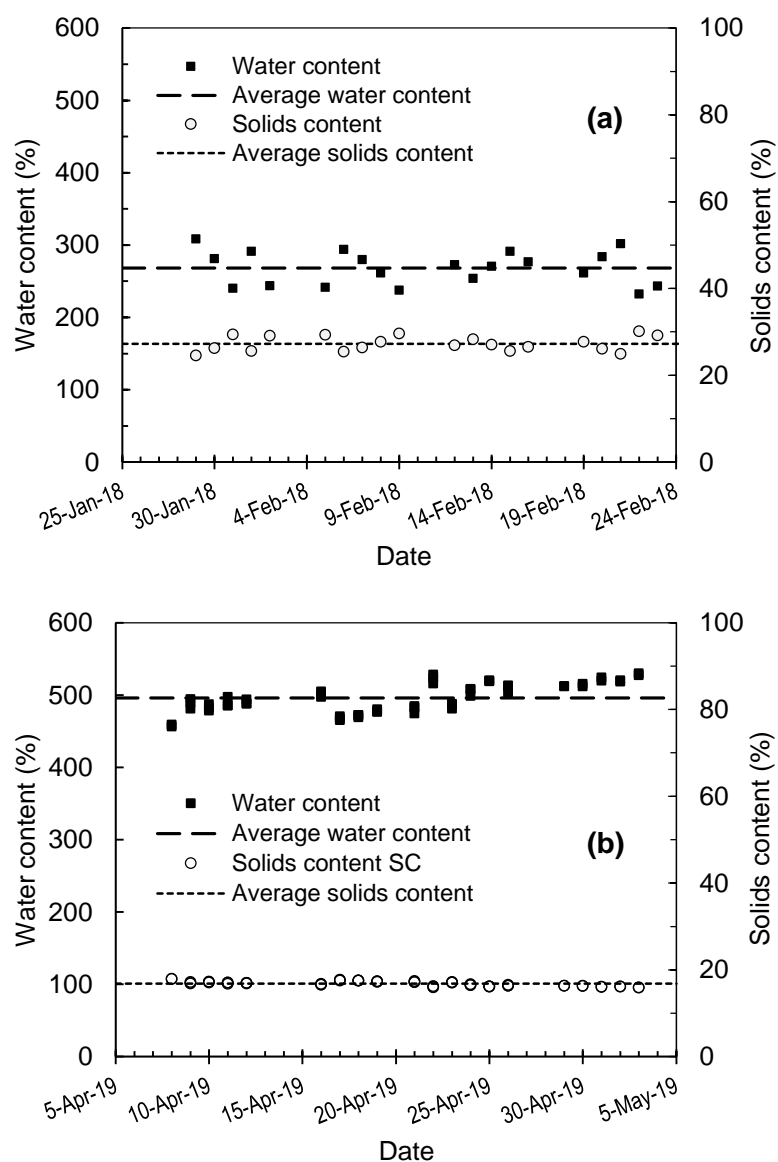 600
500
400
300
200
100
0
Water content (%)
100
80
60
40
20
0
Solids content (%)
Water content
Average water content
Solids content
Average solids content
(a)
25-Jan-18
30-Jan-18
4-Feb-18
9-Feb-18
14-Feb-18
19-Feb-18
24-Feb-18
Date
600
500
400
300
200
100
0
Water content (%)
100
80
60
40
20
0
Solids content (%)
Water content
Average water content
Solids content SC
Average solids content
(b)
5-Apr-19
10-Apr-19
15-Apr-19
20-Apr-19
25-Apr-19
30-Apr-19
5-May-19
Date